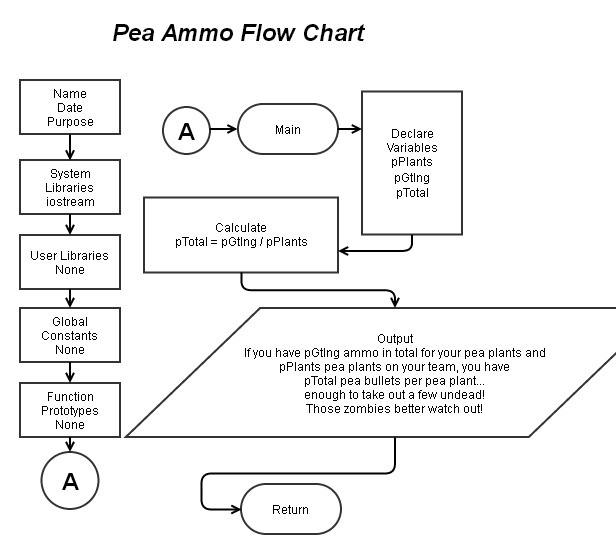 Pea Ammo Flow Chart
Name
Date
Purpose
System
Libraries
iostream
User Libraries
None
Global
Constants
None
Function
Prototypes
None
A
A
Main
Declare
Variables
pPlants
pGtlng
pTotal
Calculate
pTotal = pGtlng / pPlants
Output
If you have pGtlng ammo in total for your pea plants and
pPlants pea plants on your team, you have
pTotal pea bullets per pea plant...
enough to take out a few undead!
Those zombies better watch out!
Return